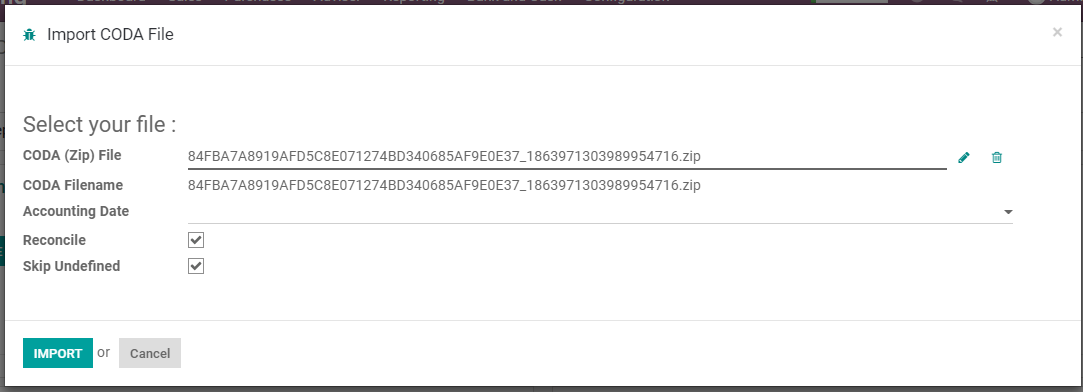 Import CODA File
×
Select your file :
CODA (Zip) File 84FBA7A8919AFD5C8E071274BD340685AF9E0E37_1863971303989954716.zip
CODA Filename 84FBA7A8919AFD5C8E071274BD340685AF9E0E37_1863971303989954716.zip
Accounting Date
Reconcile
Skip Undefined
IMPORT or Cancel